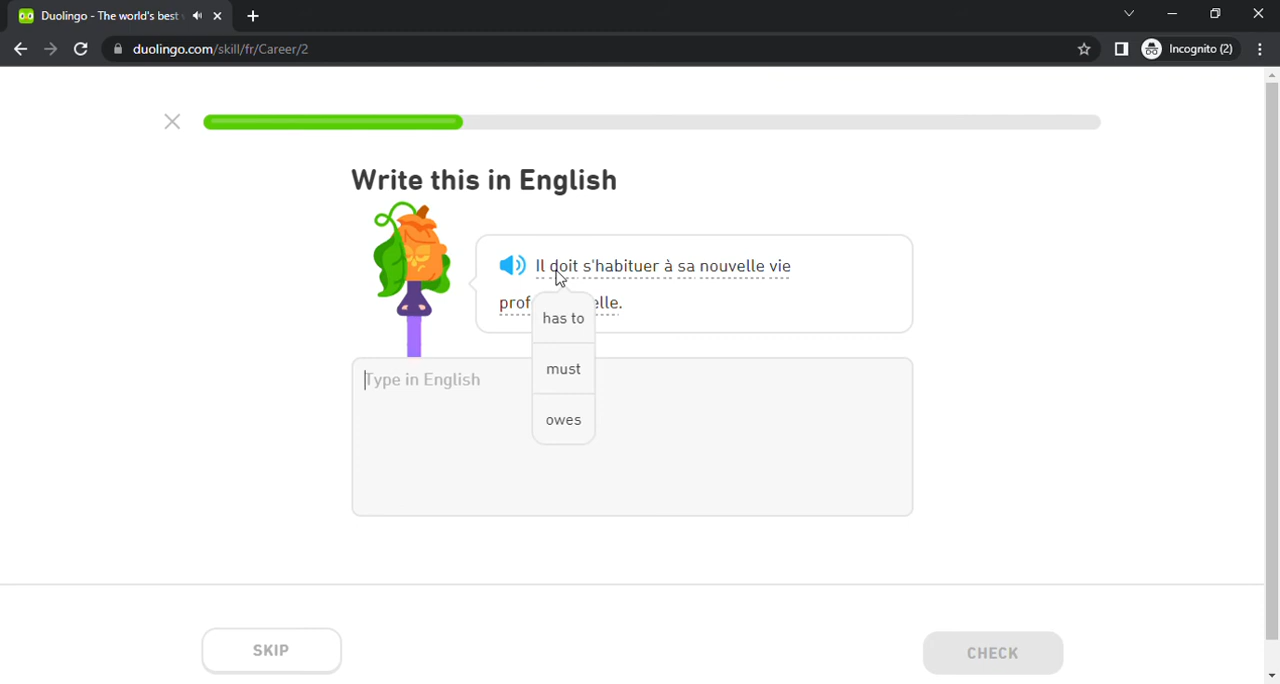 Duolingo - The world's best
duolingo.com/skill/fr/Career/2
Incognito (2)
Write this in English
Il doit s'habituer à sa nouvelle vie
prof elle.
has to
must
owes
Type in English
SKIP
CHECK